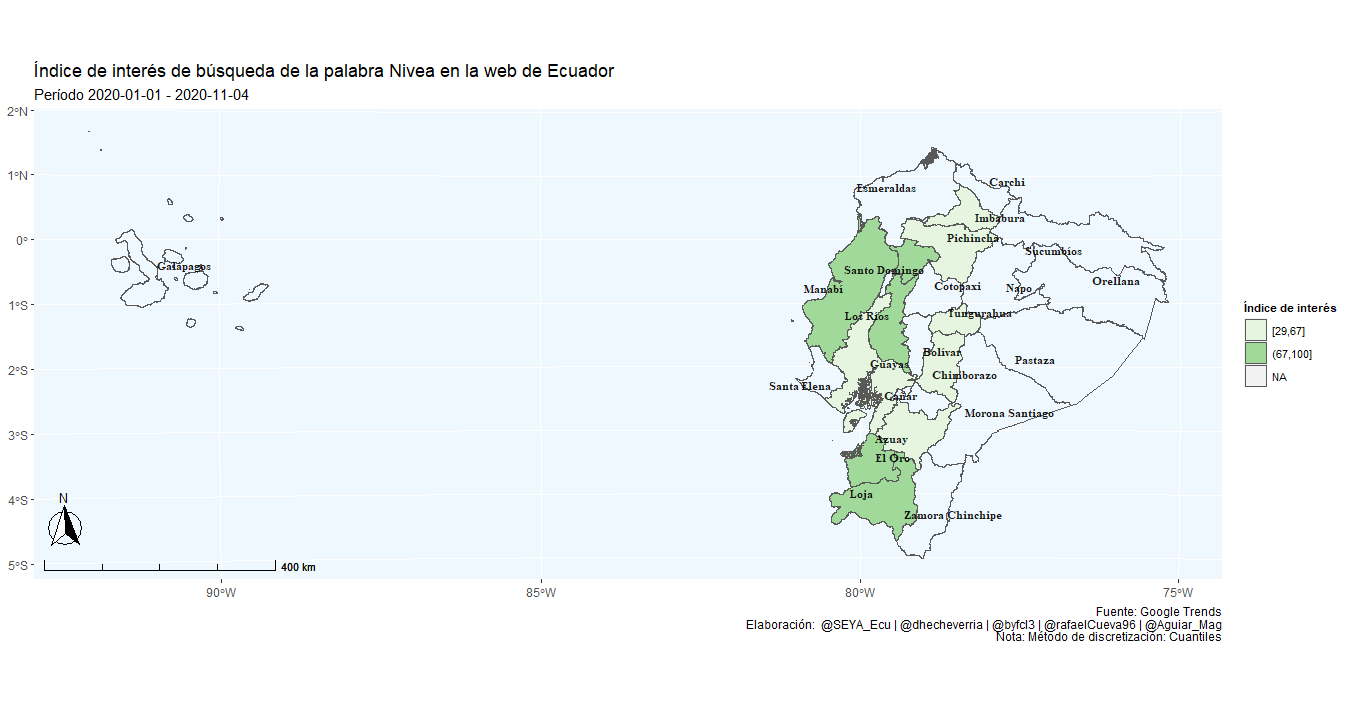 Índice de interés de búsqueda de la palabra Nivea en la web de Ecuador
Período 2020-01-01 - 2020-11-04
2°N
1°N
0°
1°S
2°S
3°S
4°S
5°S
Galápagos
Esmeraldas
Carchi
Imbabura
Pichincha
Sucumbíos
Santo Domingo
Manabí
Cotopaxi
Napo
Orellana
Los Ríos
Tungurahua
Bolívar
Pastaza
Guayas
Chimborazo
Santa Elena
Cañar
Morona Santiago
Azuay
El Oro
Loja
Zamora Chinchipe
N
400 km
90°W
85°W
80°W
75°W
Índice de interés
[29,67]
(67,100]
NA
Fuente: Google Trends
Elaboración: @SEYA_Ecu | @dhecheverria | @byfcl3 | @rafaelCueva96 | @Aguiar_Mag
Nota: Método de discretización: Cuantiles